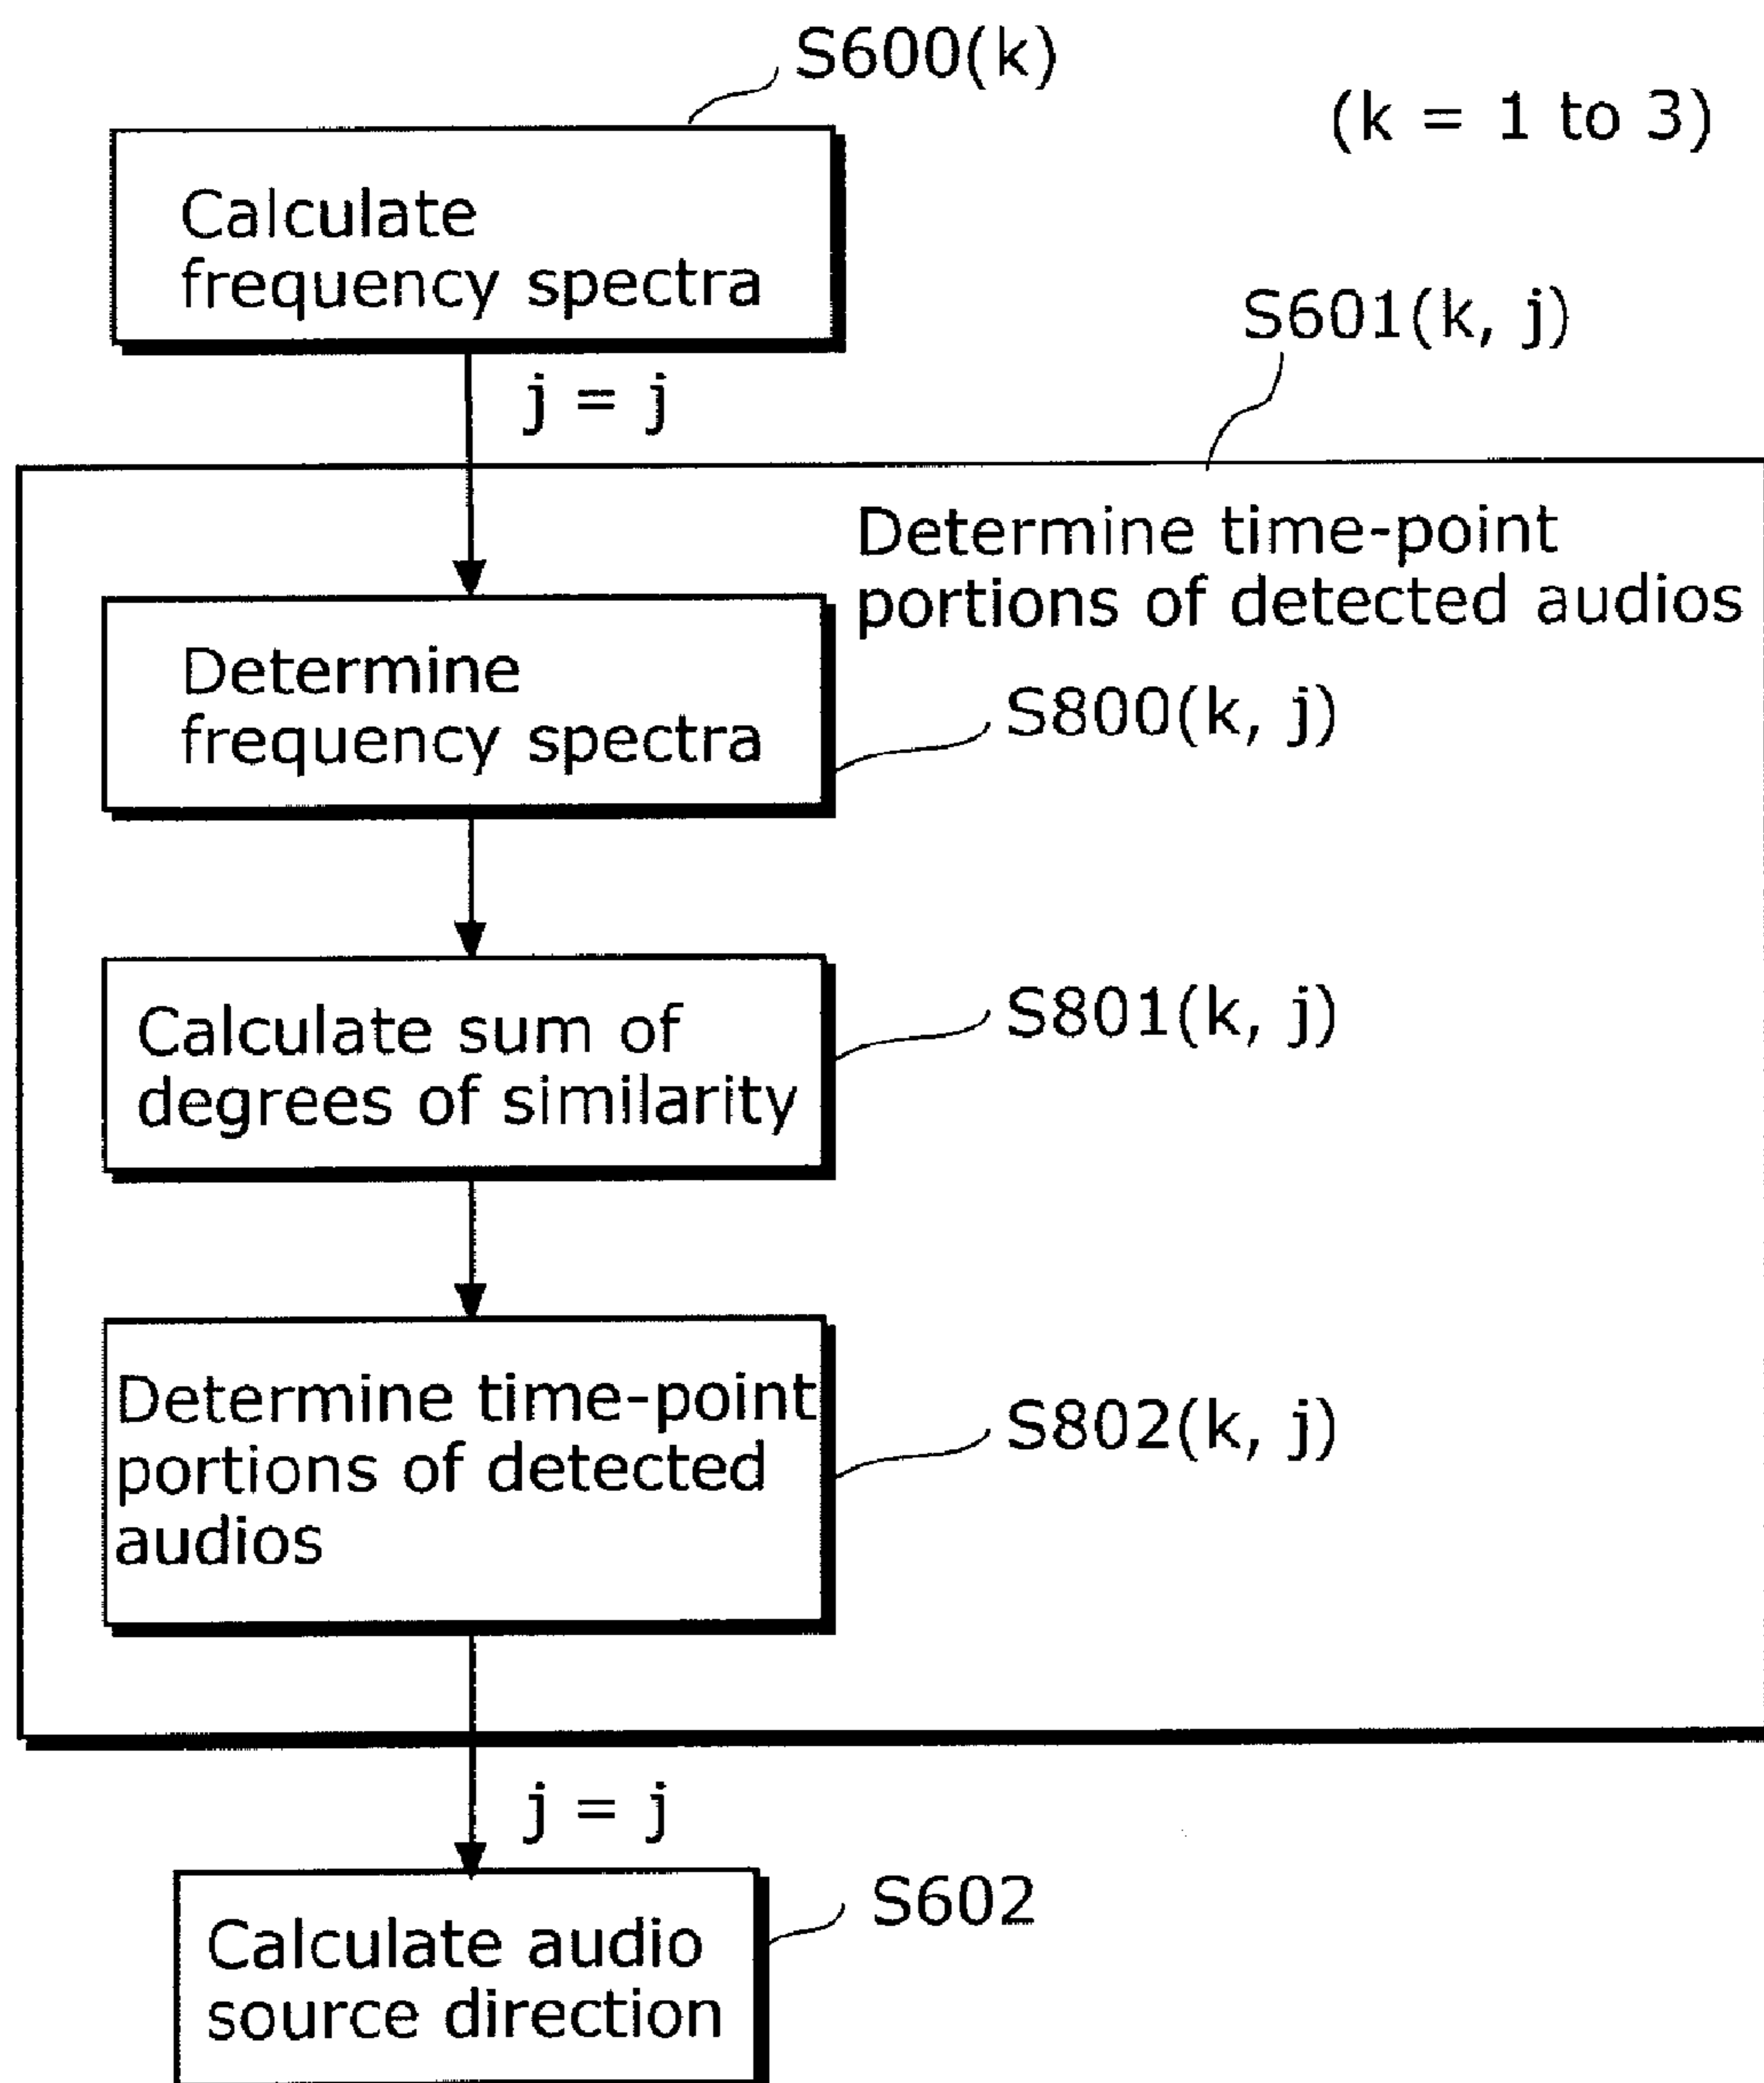 S600(k)
(k = 1 to 3)
Calculate
frequency spectra
S601(k, j)
j = j
Determine time-point
portions of detected audios
Determine
frequency spectra
S800(k, j)
Calculate sum of
degrees of similarity
S801(k, j)
Determine time-point
portions of detected
audios
S802(k, j)
j = j
S602
Calculate audio
source direction